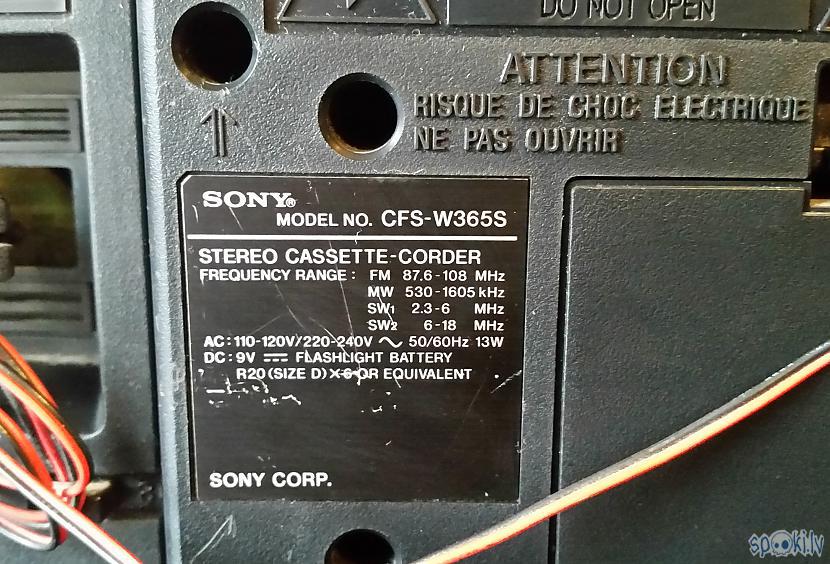 DO NOT OPEN
ATTENTION
RISQUE DE CHOC ELECTRIQUE
NE PAS OUVRIR
SONY®
MODEL NO. CFS-W365S
STEREO CASSETTE-CORDER
FREQUENCY RANGE : FM 87.6-108 MHz
MW 530-1605 kHz
SW1 2.3-6 MHz
SW2 6-18 MHz
AC:110-120V/220-240V ~ 50/60Hz 13W
DC:9V ⎓ FLASHLIGHT BATTERY
R20(SIZE D)×6 OR EQUIVALENT
SONY CORP.
spoki.lv